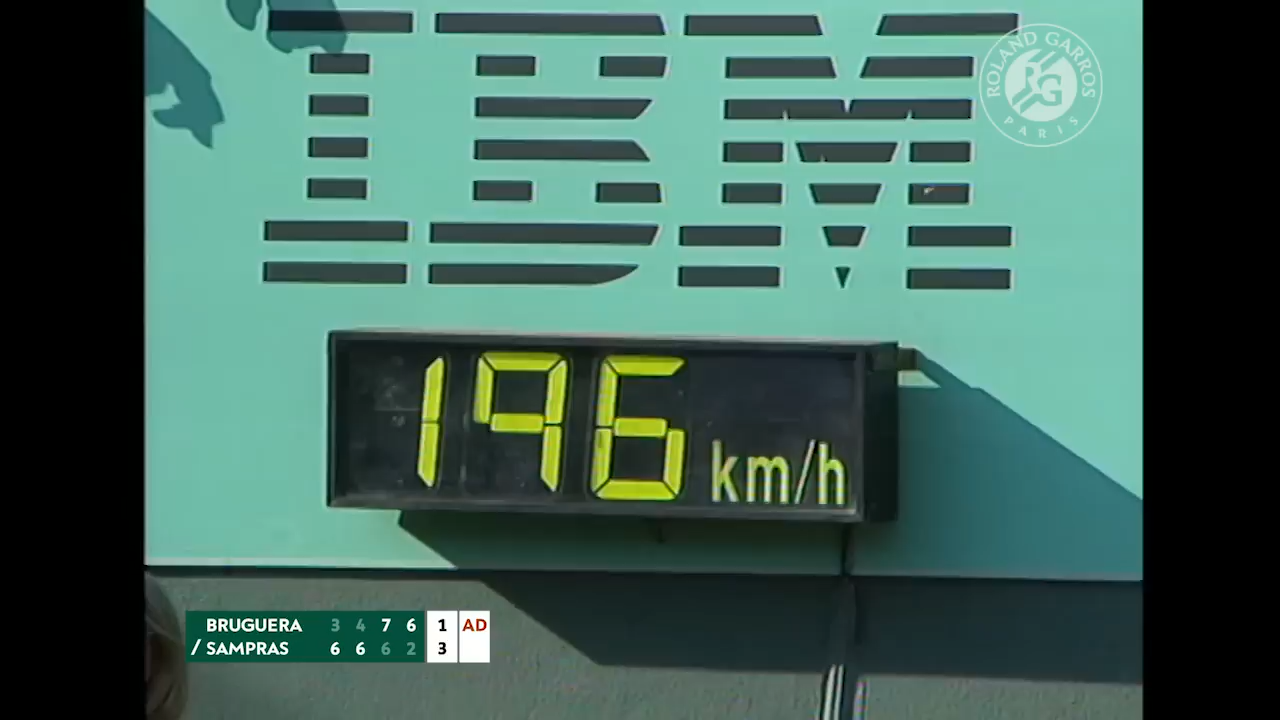 IBM
ROLAND GARROS
RG
PARIS
196 km/h
BRUGUERA 3 4 7 6 1 AD
/ SAMPRAS 6 6 6 2 3